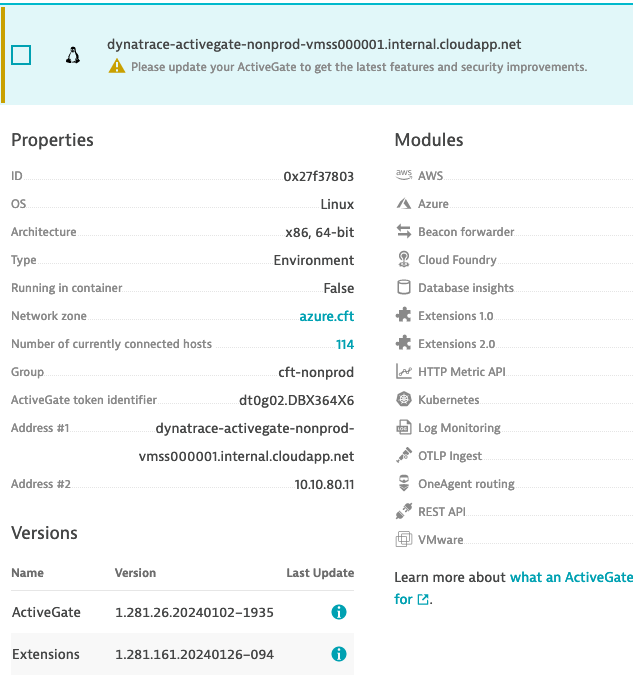 dynatrace-activegate-nonprod-vmss000001.internal.cloudapp.net
Please update your ActiveGate to get the latest features and security improvements.
Properties
ID 0x27f37803
OS Linux
Architecture x86, 64-bit
Type Environment
Running in container False
Network zone azure.cft
Number of currently connected hosts 114
Group cft-nonprod
ActiveGate token identifier dt0g02.DBX364X6
Address #1 dynatrace-activegate-nonprod-
vmss000001.internal.cloudapp.net
Address #2 10.10.80.11
Versions
Name Version Last Update
ActiveGate 1.281.26.20240102-1935
Extensions 1.281.161.20240126-094
Modules
aws AWS
Azure
Beacon forwarder
Cloud Foundry
Database insights
Extensions 1.0
Extensions 2.0
HTTP Metric API
Kubernetes
Log Monitoring
OTLP Ingest
OneAgent routing
REST API
VMware
Learn more about what an ActiveGate
for .